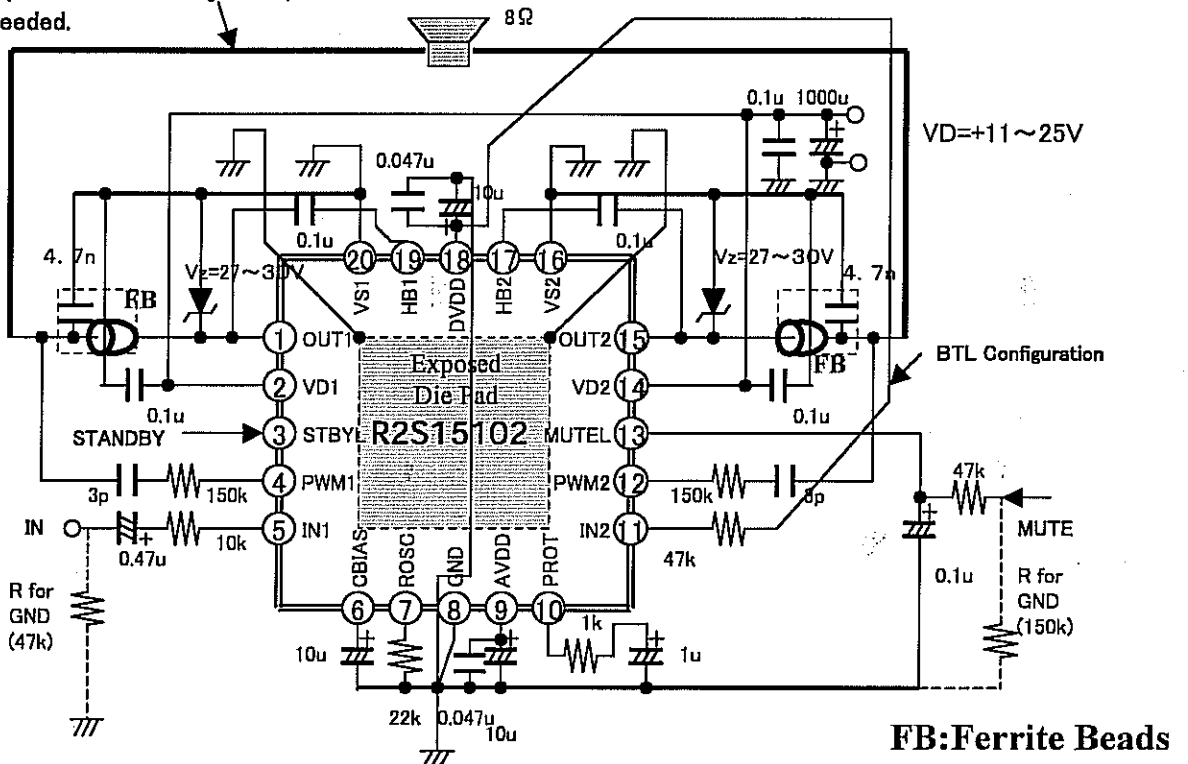 eeded.
8Ω
0.1u 1000u
VD=+11~25V
0.047u
10u
0.1u
0.1u
4. 7n
Vz=27~30V
Vz=27~30V
4. 7n
FB
FB
20 19 18 17 16
VS1 HB1 DVDD HB2 VS2
1 OUT1
OUT2 15
BTL Configuration
Exposed
Die Pad
2 VD1
VD2 14
0.1u
0.1u
STANDBY
3 STBYL
R2S15102
MUTEL 13
47k
3p
150k
4 PWM1
PWM2 12
150k
3p
MUTE
IN
0.47u
10k
5 IN1
IN2 11
47k
0.1u
R for
GND
(47k)
R for
GND
(150k)
CBIAS ROSC GND AVDD PROT
6 7 8 9 10
10u
1k
1u
22k 0.047u
10u
FB:Ferrite Beads